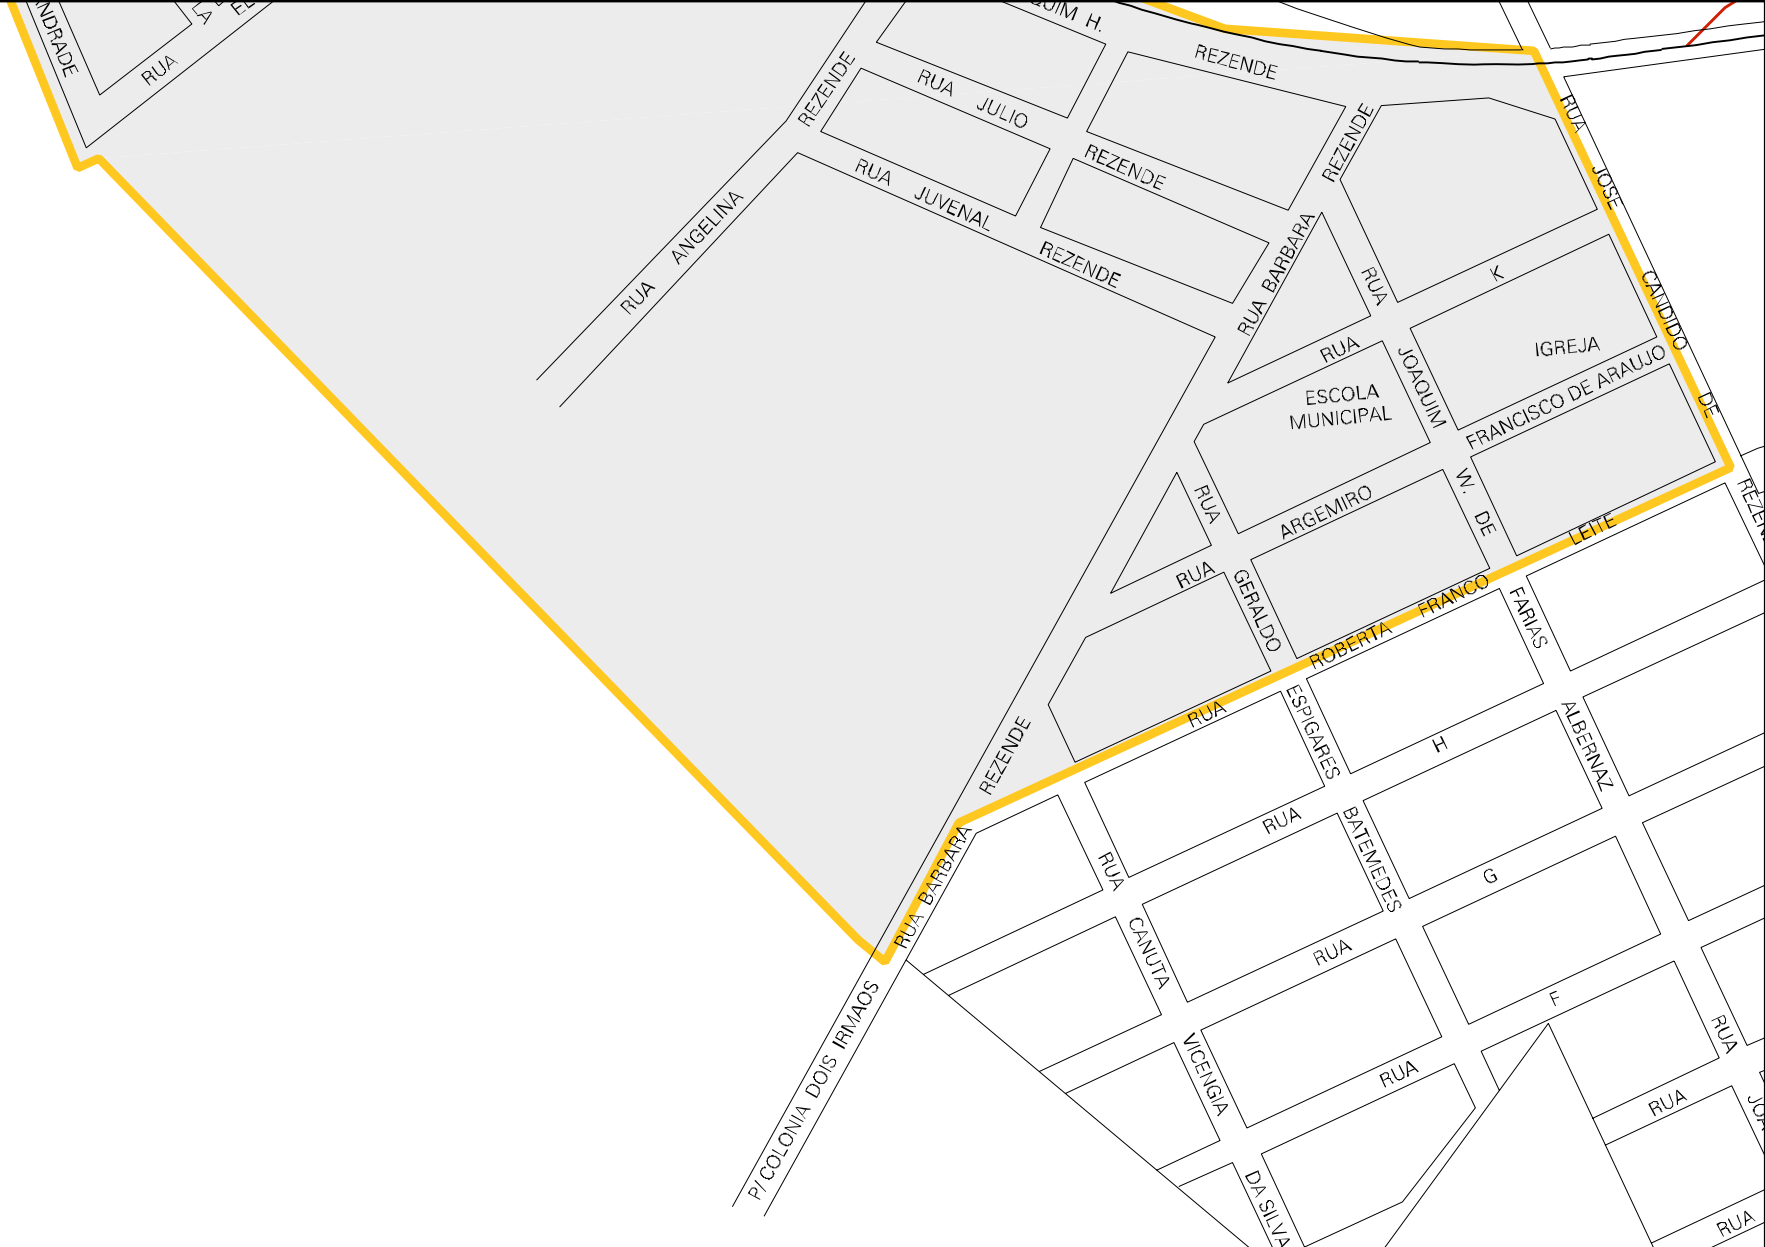 RUA
QUIM H.
REZENDE
REZENDE
RUA JULIO
REZENDE
RUA JUVENAL
REZENDE
RUA ANGELINA
REZENDE
RUA BARBARA
REZENDE
RUA JOSE CANDIDO DE
RUA K
RUA JOAQUIM W. DE FARIAS ALBERNAZ
IGREJA
ESCOLA
MUNICIPAL
FRANCISCO DE ARAUJO
RUA ARGEMIRO
RUA GERALDO ESPIGARES BATEMEDES
RUA ROBERTA FRANCO LEITE
REZENDE
RUA BARBARA
P/ COLONIA DOIS IRMAOS
RUA H
RUA G
RUA F
RUA CANUTA VICENGIA DA SILVA
RUA
RUA
RUA